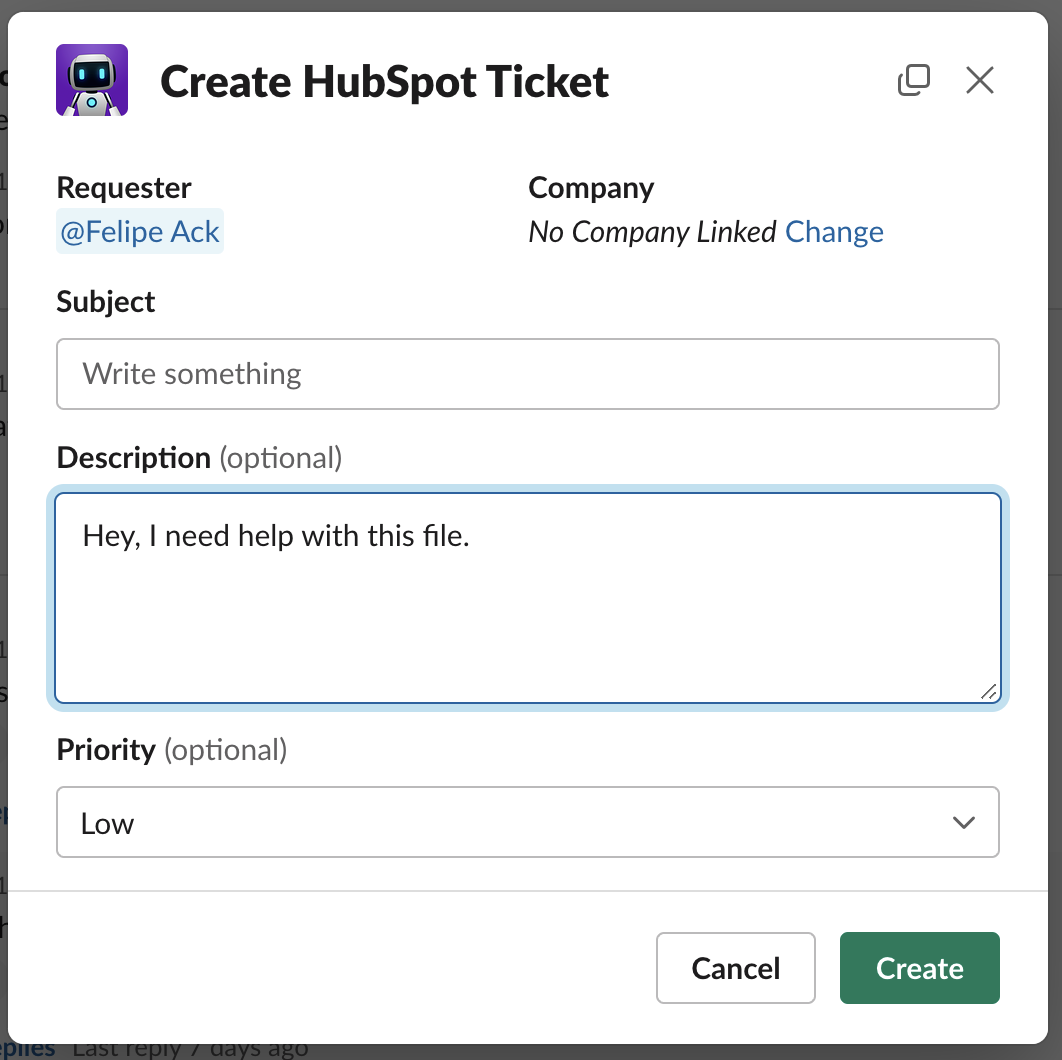 Create HubSpot Ticket
Requester
@Felipe Ack
Company
No Company Linked Change
Subject
Write something
Description (optional)
Hey, I need help with this file.
Priority (optional)
Low
Cancel
Create
Last reply 7 days ago